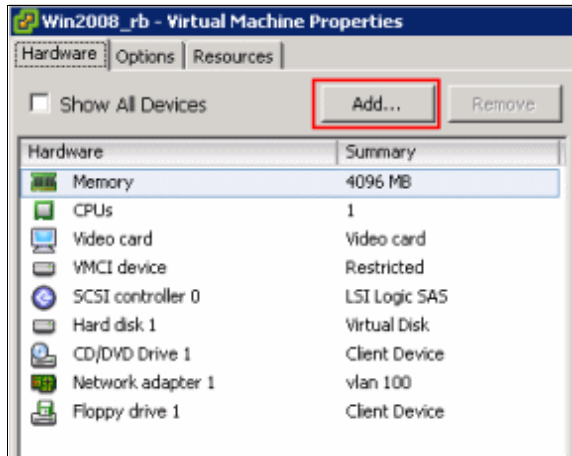 Win2008_rb - Virtual Machine Properties
Hardware Options Resources
Show All Devices Add... Remove
Hardware Summary
Memory 4096 MB
CPUs 1
Video card Video card
VMCI device Restricted
SCSI controller 0 LSI Logic SAS
Hard disk 1 Virtual Disk
CD/DVD Drive 1 Client Device
Network adapter 1 vlan 100
Floppy drive 1 Client Device